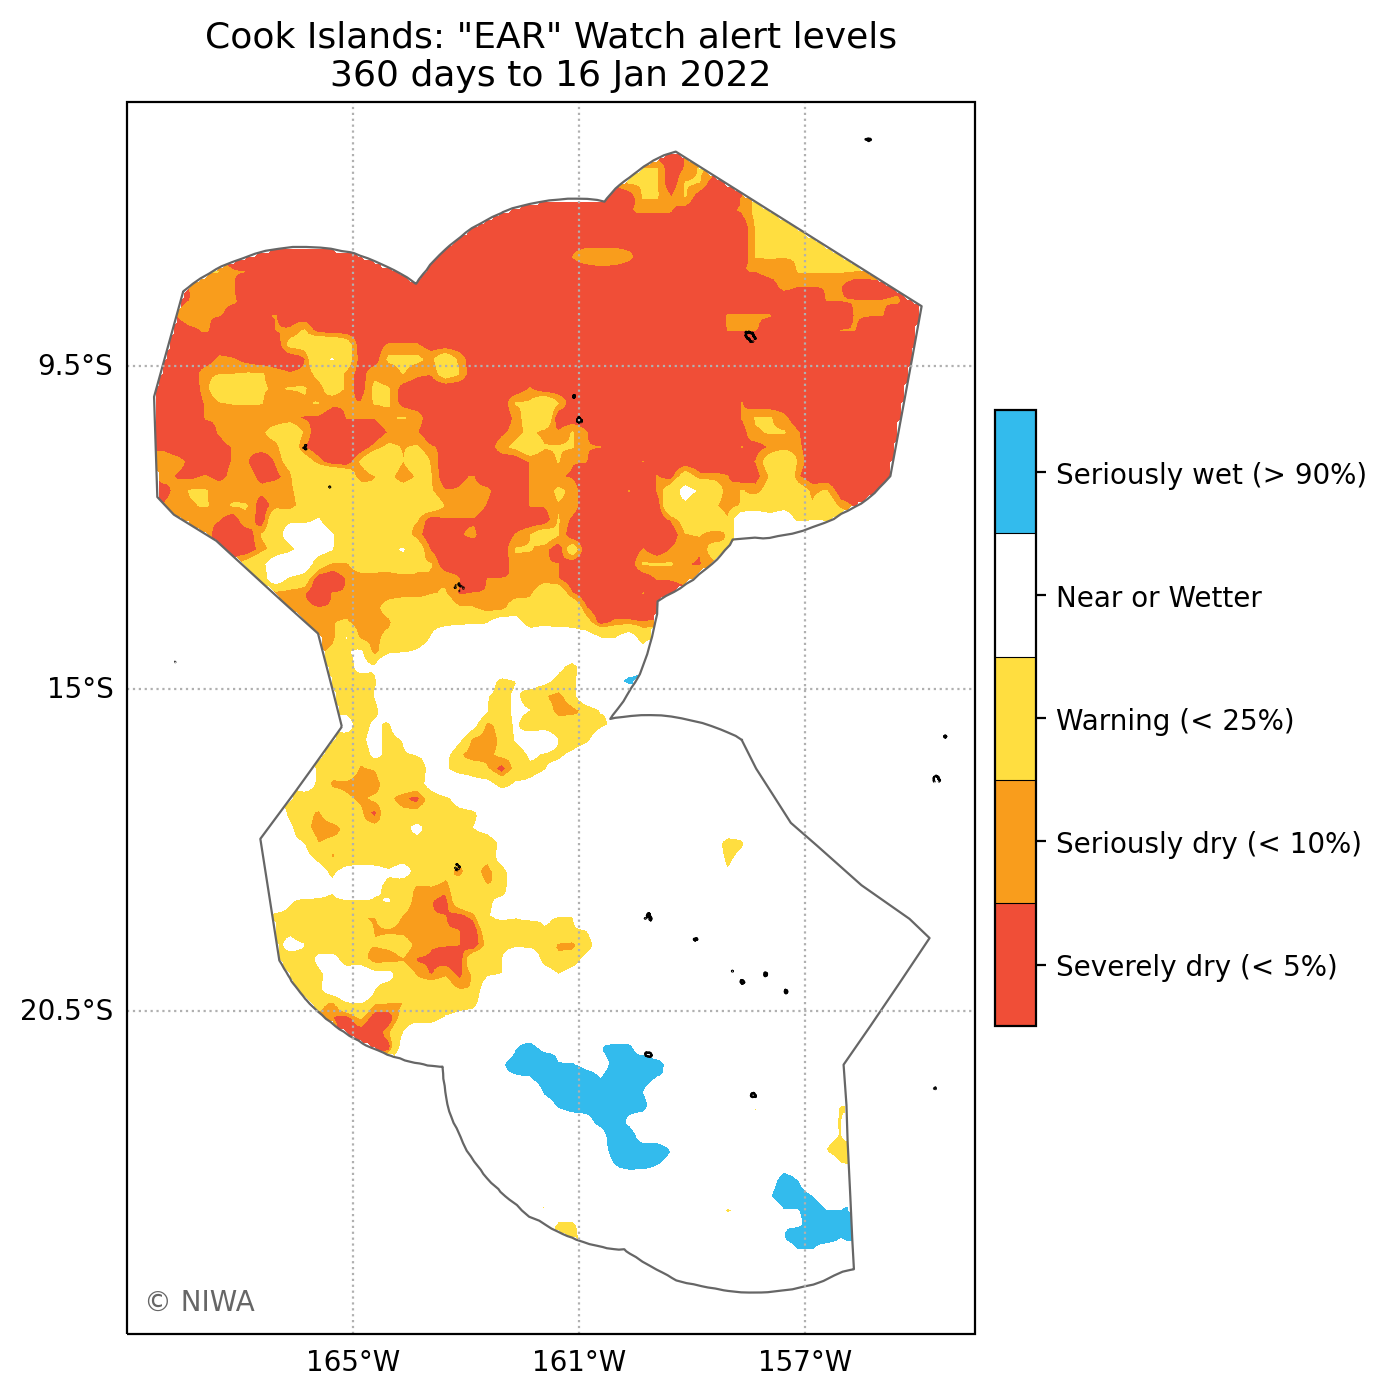 Cook Islands: "EAR" Watch alert levels
360 days to 16 Jan 2022
9.5°S
15°S
20.5°S
165°W
161°W
157°W
Seriously wet (> 90%)
Near or Wetter
Warning (< 25%)
Seriously dry (< 10%)
Severely dry (< 5%)
© NIWA